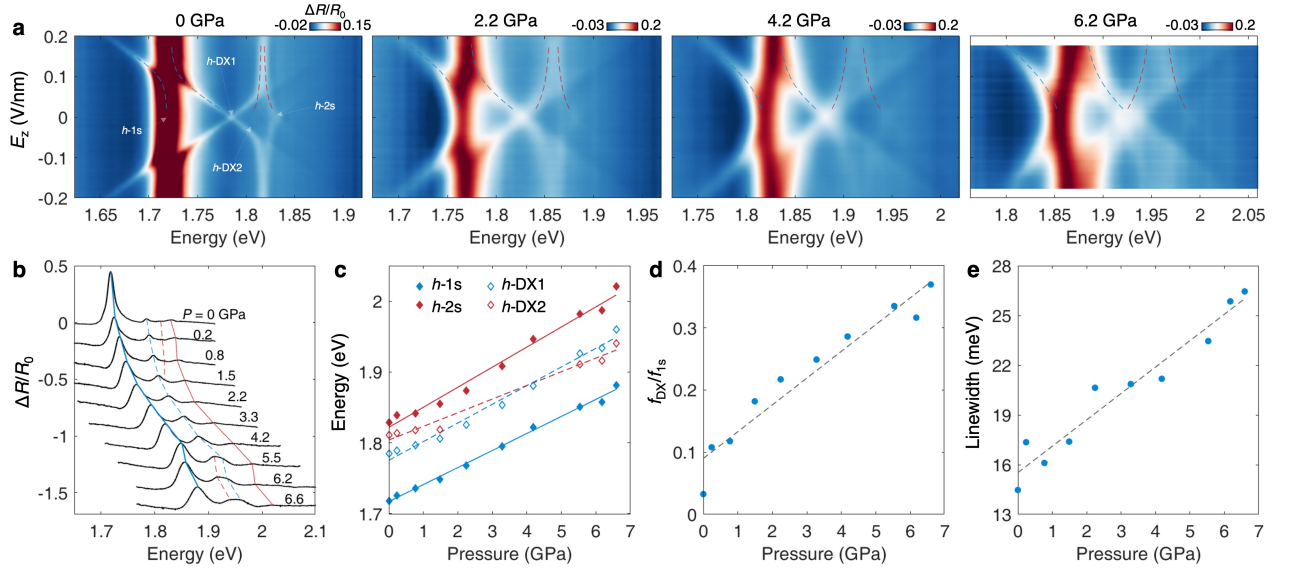 a
0 GPa
ΔR/R₀
-0.02 0.15
2.2 GPa
-0.03 0.2
4.2 GPa
-0.03 0.2
6.2 GPa
-0.03 0.2
E_z (V/nm)
0.2
0.1
0
-0.1
-0.2
h-DX1
h-1s
h-2s
h-DX2
1.65 1.7 1.75 1.8 1.85 1.9
Energy (eV)
1.7 1.75 1.8 1.85 1.9 1.95
Energy (eV)
1.75 1.8 1.85 1.9 1.95 2
Energy (eV)
1.8 1.85 1.9 1.95 2 2.05
Energy (eV)
b
ΔR/R₀
0.5
0
-0.5
-1
-1.5
P = 0 GPa
0.2
0.8
1.5
2.2
3.3
4.2
5.5
6.2
6.6
1.7 1.8 1.9 2 2.1
Energy (eV)
c
Energy (eV)
2
1.9
1.8
1.7
h-1s h-DX1
h-2s h-DX2
0 1 2 3 4 5 6 7
Pressure (GPa)
d
f_DX/f_1s
0.4
0.3
0.2
0.1
0
0 1 2 3 4 5 6 7
Pressure (GPa)
e
Linewidth (meV)
28
25
22
19
16
13
0 1 2 3 4 5 6 7
Pressure (GPa)